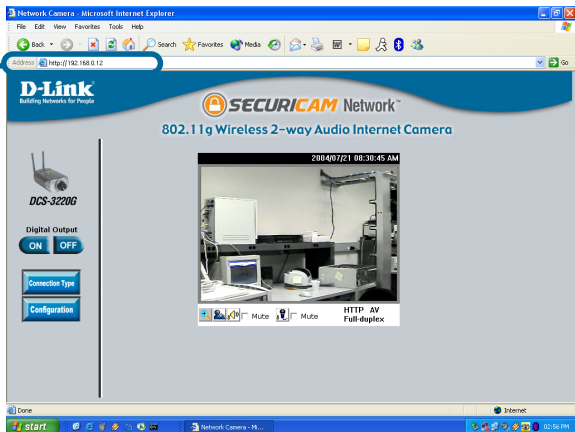 Network Camera - Microsoft Internet Explorer
File Edit View Favorites Tools Help
Back Search Favorites Media
Address http://192.168.0.12 Go
D-Link
Building Networks for People
SECURICAM Network™
802.11g Wireless 2-way Audio Internet Camera
2004/07/21 08:30:45 AM
DCS-3220G
Digital Output
ON OFF
Connection Type
Configuration
Mute Mute HTTP AV
Full-duplex
Done Internet
start Network Camera - Mi... 02:56 PM